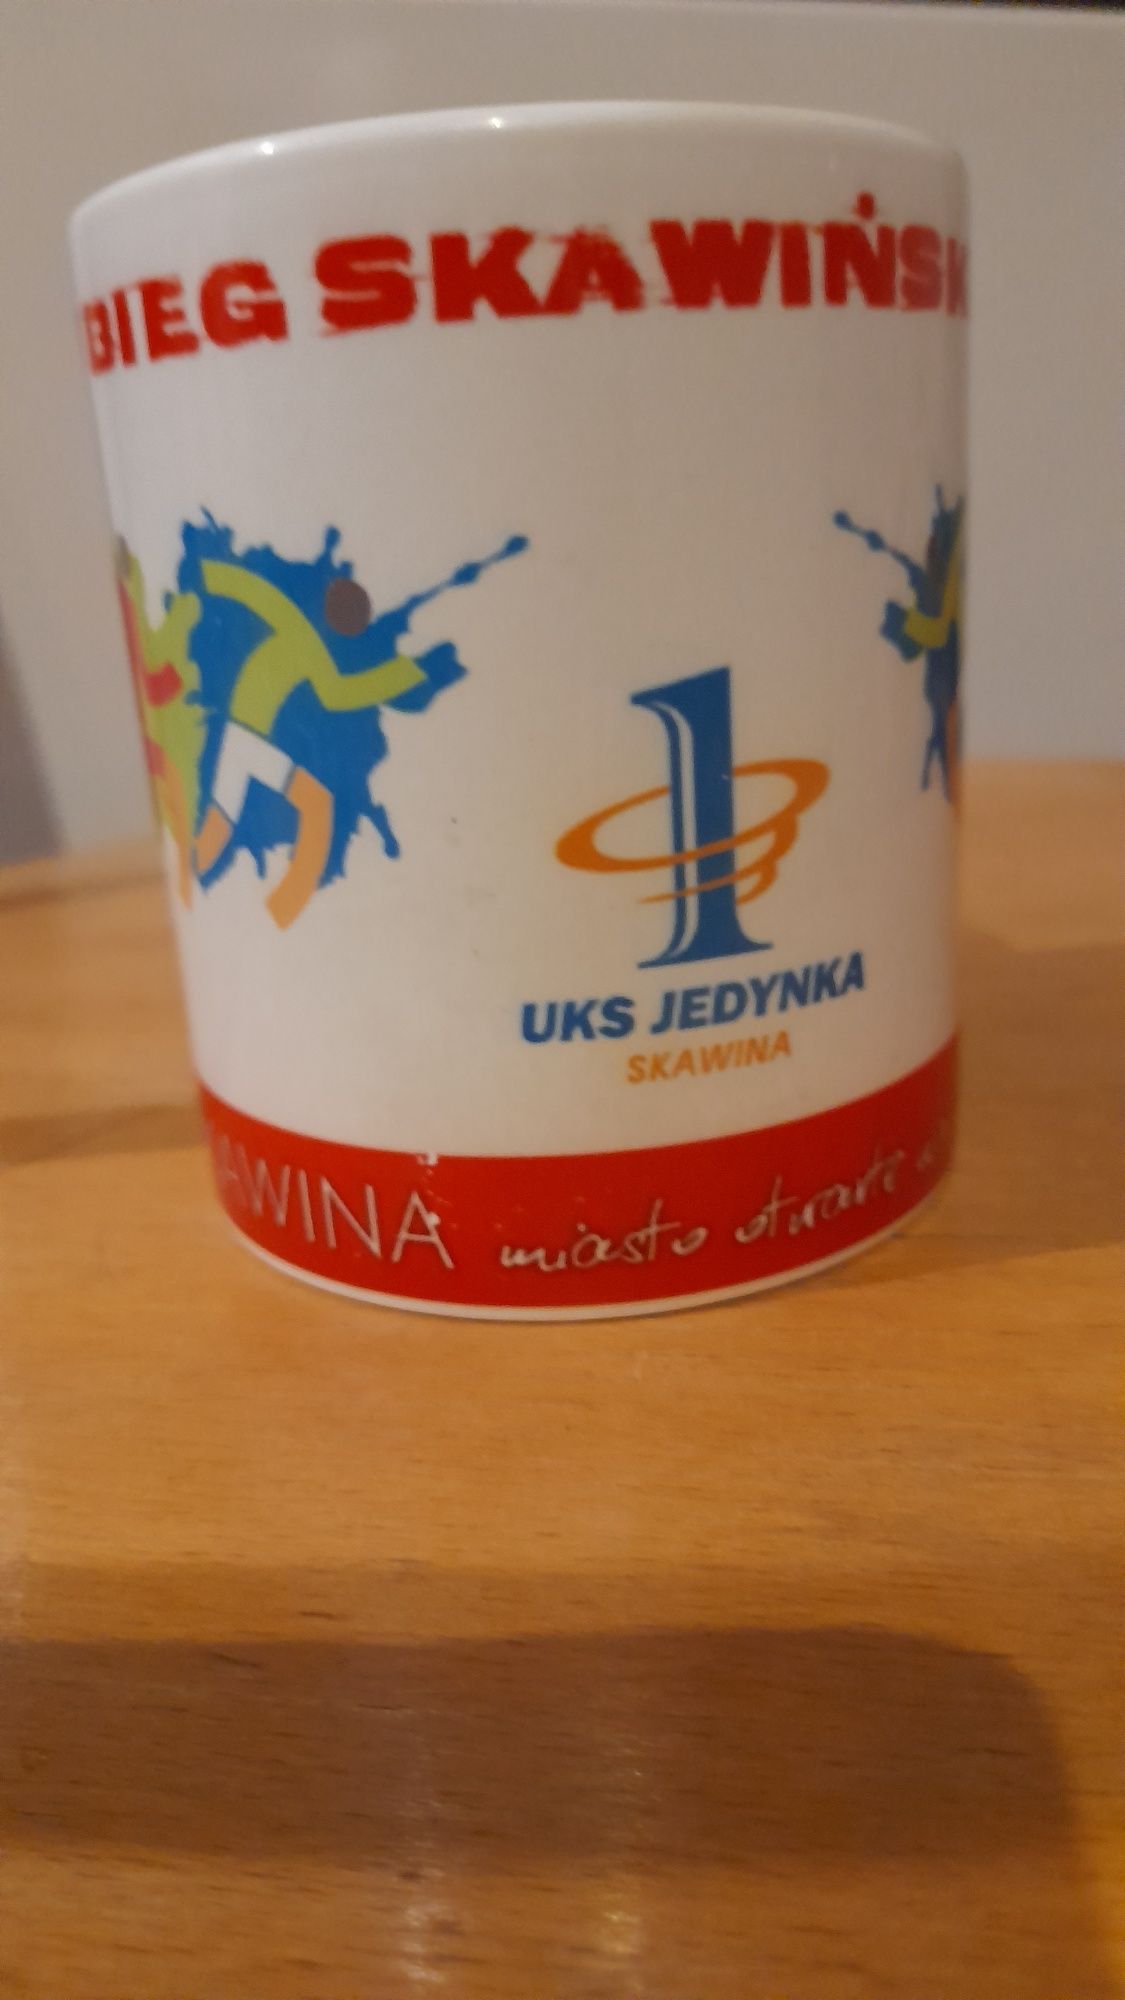 BIEG SKAWIŃSK
1
UKS JEDYNKA
SKAWINA
AWINA miasto otwarte